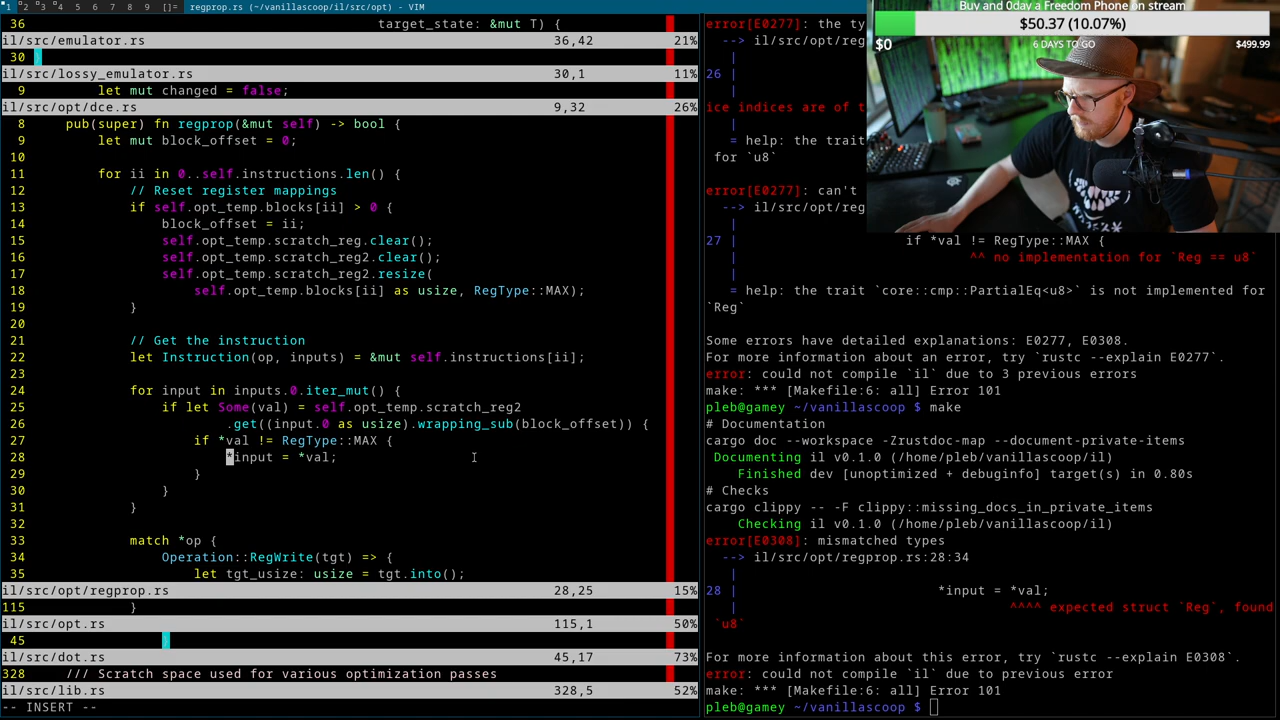 1 2 3 4 5 6 7 8 9 []= regprop.rs (~/vanillascoop/il/src/opt) - VIM
36 target_state: &mut T) {
il/src/emulator.rs 36,42 21%
30 }
il/src/lossy_emulator.rs 30,1 11%
9 let mut changed = false;
il/src/opt/dce.rs 9,32 26%
8 pub(super) fn regprop(&mut self) -> bool {
9 let mut block_offset = 0;
10
11 for ii in 0..self.instructions.len() {
12 // Reset register mappings
13 if self.opt_temp.blocks[ii] > 0 {
14 block_offset = ii;
15 self.opt_temp.scratch_reg.clear();
16 self.opt_temp.scratch_reg2.clear();
17 self.opt_temp.scratch_reg2.resize(
18 self.opt_temp.blocks[ii] as usize, RegType::MAX);
19 }
20
21 // Get the instruction
22 let Instruction(op, inputs) = &mut self.instructions[ii];
23
24 for input in inputs.0.iter_mut() {
25 if let Some(val) = self.opt_temp.scratch_reg2
26 .get((input.0 as usize).wrapping_sub(block_offset)) {
27 if *val != RegType::MAX {
28 *input = *val;
29 }
30 }
31 }
32
33 match *op {
34 Operation::RegWrite(tgt) => {
35 let tgt_usize: usize = tgt.into();
il/src/opt/regprop.rs 28,25 15%
115 }
il/src/opt.rs 115,1 50%
45 }
il/src/dot.rs 45,17 73%
328 /// Scratch space used for various optimization passes
il/src/lib.rs 328,5 52%
-- INSERT --
error[E0277]: the ty
--> il/src/opt/reg
|
26 |
|
ice indices are of t
|
= help: the trait
for `u8`
error[E0277]: can't
--> il/src/opt/reg
|
27 | if *val != RegType::MAX {
| ^^ no implementation for `Reg == u8`
|
= help: the trait `core::cmp::PartialEq<u8>` is not implemented for
`Reg`
Some errors have detailed explanations: E0277, E0308.
For more information about an error, try `rustc --explain E0277`.
error: could not compile `il` due to 3 previous errors
make: *** [Makefile:6: all] Error 101
pleb@gamey ~/vanillascoop $ make
# Documentation
cargo doc --workspace -Zrustdoc-map --document-private-items
Documenting il v0.1.0 (/home/pleb/vanillascoop/il)
Finished dev [unoptimized + debuginfo] target(s) in 0.80s
# Checks
cargo clippy -- -F clippy::missing_docs_in_private_items
Checking il v0.1.0 (/home/pleb/vanillascoop/il)
error[E0308]: mismatched types
--> il/src/opt/regprop.rs:28:34
|
28 | *input = *val;
| ^^^^ expected struct `Reg`, found
`u8`
For more information about this error, try `rustc --explain E0308`.
error: could not compile `il` due to previous error
make: *** [Makefile:6: all] Error 101
pleb@gamey ~/vanillascoop $
Buy and 0day a Freedom Phone on stream
$50.37 (10.07%)
$0 6 DAYS TO GO $499.99